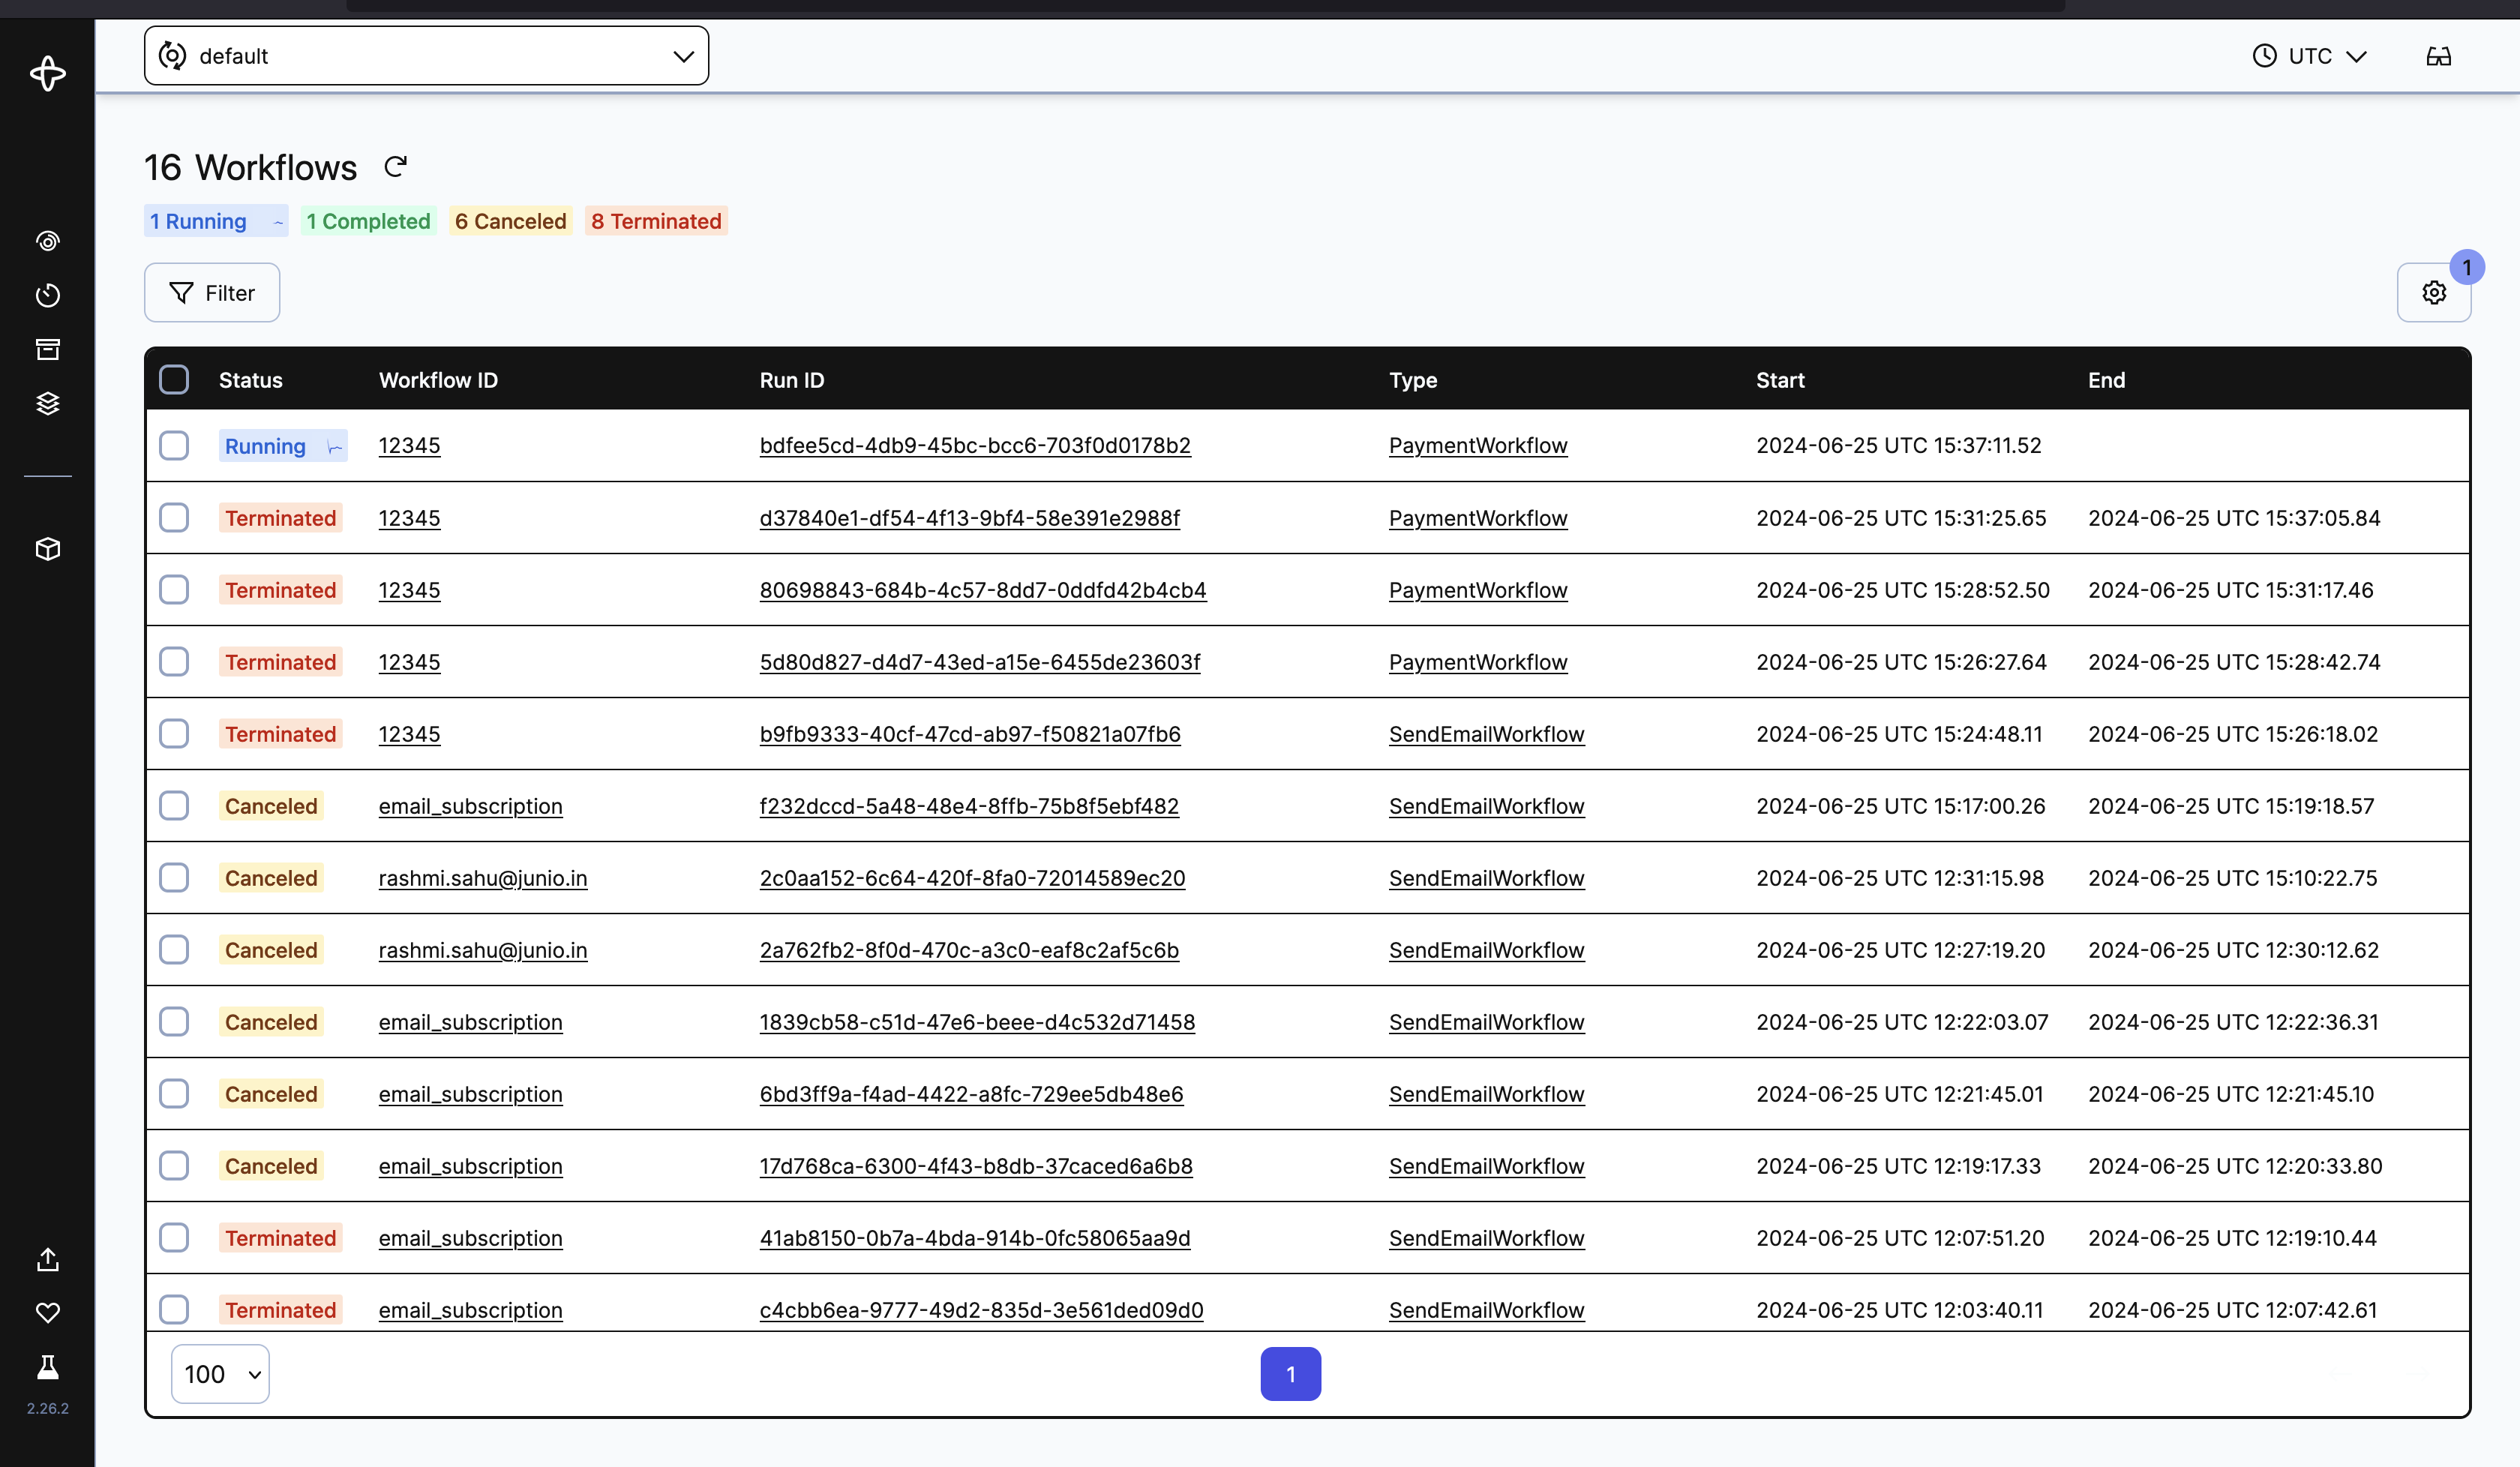 default
UTC
16 Workflows
1 Running 1 Completed 6 Canceled 8 Terminated
Filter
1
Status Workflow ID Run ID Type Start End
Running 12345 bdfee5cd-4db9-45bc-bcc6-703f0d0178b2 PaymentWorkflow 2024-06-25 UTC 15:37:11.52
Terminated 12345 d37840e1-df54-4f13-9bf4-58e391e2988f PaymentWorkflow 2024-06-25 UTC 15:31:25.65 2024-06-25 UTC 15:37:05.84
Terminated 12345 80698843-684b-4c57-8dd7-0ddfd42b4cb4 PaymentWorkflow 2024-06-25 UTC 15:28:52.50 2024-06-25 UTC 15:31:17.46
Terminated 12345 5d80d827-d4d7-43ed-a15e-6455de23603f PaymentWorkflow 2024-06-25 UTC 15:26:27.64 2024-06-25 UTC 15:28:42.74
Terminated 12345 b9fb9333-40cf-47cd-ab97-f50821a07fb6 SendEmailWorkflow 2024-06-25 UTC 15:24:48.11 2024-06-25 UTC 15:26:18.02
Canceled email_subscription f232dccd-5a48-48e4-8ffb-75b8f5ebf482 SendEmailWorkflow 2024-06-25 UTC 15:17:00.26 2024-06-25 UTC 15:19:18.57
Canceled rashmi.sahu@junio.in 2c0aa152-6c64-420f-8fa0-72014589ec20 SendEmailWorkflow 2024-06-25 UTC 12:31:15.98 2024-06-25 UTC 15:10:22.75
Canceled rashmi.sahu@junio.in 2a762fb2-8f0d-470c-a3c0-eaf8c2af5c6b SendEmailWorkflow 2024-06-25 UTC 12:27:19.20 2024-06-25 UTC 12:30:12.62
Canceled email_subscription 1839cb58-c51d-47e6-beee-d4c532d71458 SendEmailWorkflow 2024-06-25 UTC 12:22:03.07 2024-06-25 UTC 12:22:36.31
Canceled email_subscription 6bd3ff9a-f4ad-4422-a8fc-729ee5db48e6 SendEmailWorkflow 2024-06-25 UTC 12:21:45.01 2024-06-25 UTC 12:21:45.10
Canceled email_subscription 17d768ca-6300-4f43-b8db-37caced6a6b8 SendEmailWorkflow 2024-06-25 UTC 12:19:17.33 2024-06-25 UTC 12:20:33.80
Terminated email_subscription 41ab8150-0b7a-4bda-914b-0fc58065aa9d SendEmailWorkflow 2024-06-25 UTC 12:07:51.20 2024-06-25 UTC 12:19:10.44
Terminated email_subscription c4cbb6ea-9777-49d2-835d-3e561ded09d0 SendEmailWorkflow 2024-06-25 UTC 12:03:40.11 2024-06-25 UTC 12:07:42.61
100 1
2.26.2